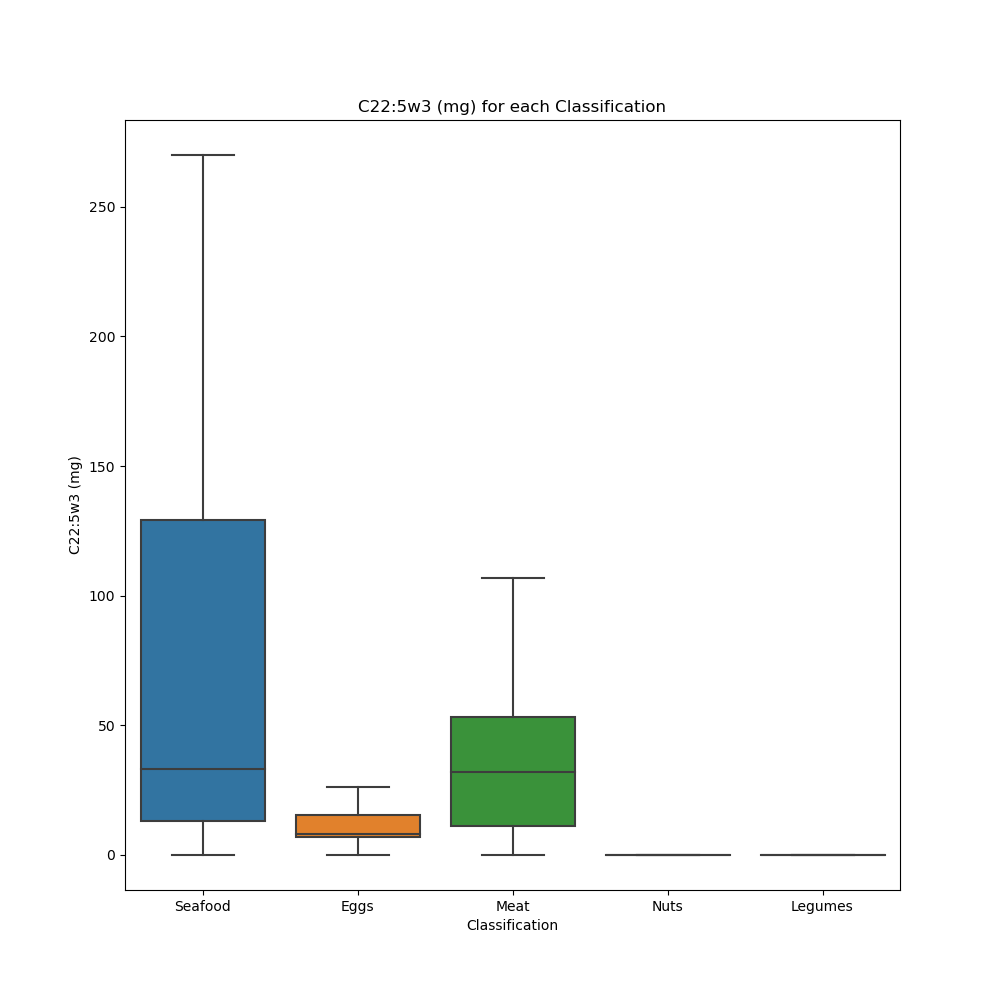 C22:5w3 (mg) for each Classification
250
200
150
100
50
0
C22:5w3 (mg)
Seafood Eggs Meat Nuts Legumes
Classification